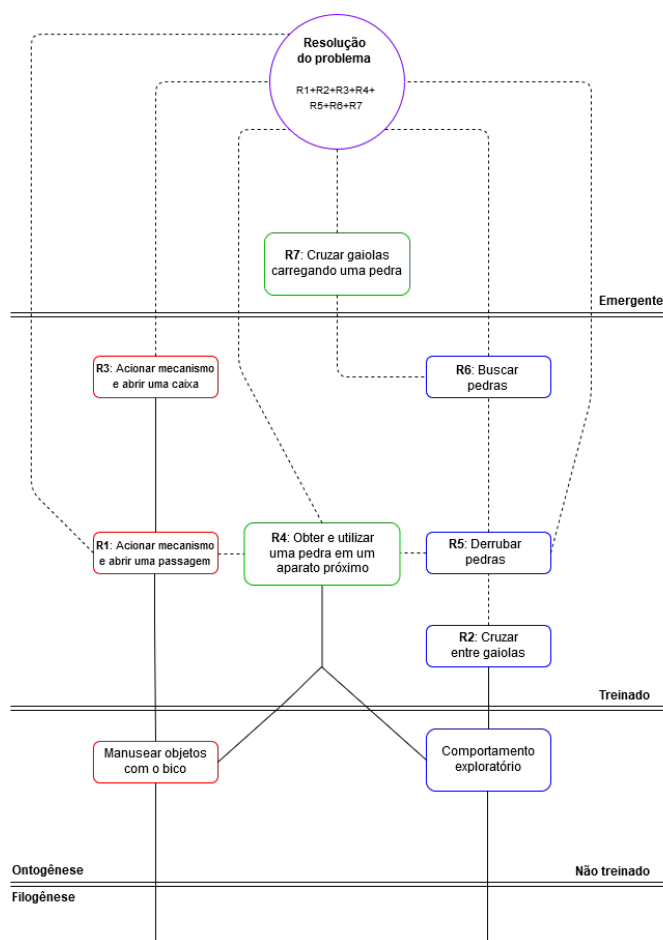 Resolução
do problema
R1+R2+R3+R4+
R5+R6+R7
R7: Cruzar gaiolas
carregando uma pedra
Emergente
R3: Acionar mecanismo
e abrir uma caixa
R6: Buscar
pedras
R1: Acionar mecanismo
e abrir uma passagem
R4: Obter e utilizar
uma pedra em um
aparato próximo
R5: Derrubar
pedras
R2: Cruzar
entre gaiolas
Treinado
Manusear objetos
com o bico
Comportamento
exploratório
Ontogênese
Não treinado
Filogênese